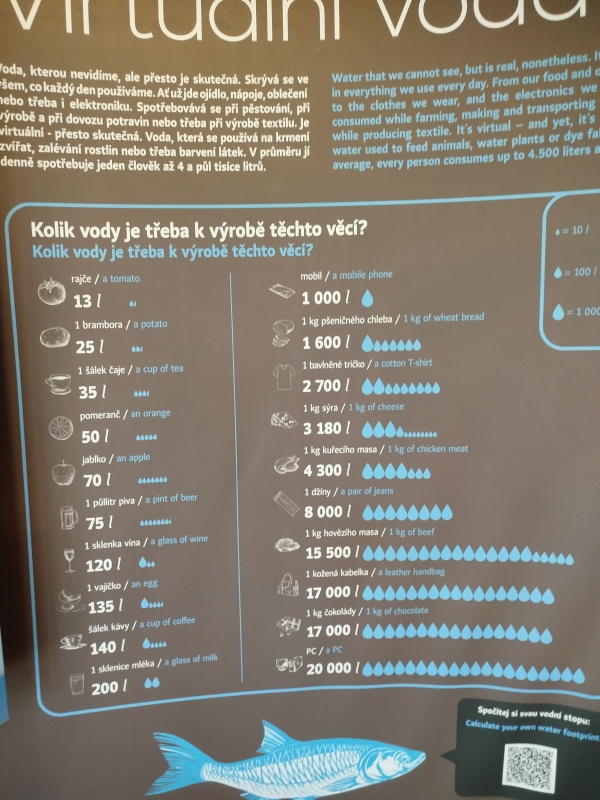 Virtuální voda
Voda, kterou nevidíme, ale přesto je skutečná. Skrývá se ve
všem, co každý den používáme. Ať už jde o jídlo, nápoje, oblečení
nebo třeba i elektroniku. Spotřebovává se při pěstování, při
výrobě a při dovozu potravin nebo třeba při výrobě textilu. Je
virtuální - přesto skutečná. Voda, která se používá na krmení
zvířat, zalévání rostlin nebo třeba barvení látek. V průměru jí
denně spotřebuje jeden člověk až 4 a půl tisíce litrů.
Water that we cannot see, but is real, nonetheless. I
in everything we use every day. From our food and
to the clothes we wear, and the electronics we
consumed while farming, making and transporting
while producing textile. It's virtual – and yet, it's
water used to feed animals, water plants or dye fa
average, every person consumes up to 4.500 liters
Kolik vody je třeba k výrobě těchto věcí?
Kolik vody je třeba k výrobě těchto věcí?
= 10 l
= 100 l
= 1 000
rajče / a tomato
13 l
1 brambora / a potato
25 l
1 šálek čaje / a cup of tea
35 l
pomeranč / an orange
50 l
jablko / an apple
70 l
1 půllitr piva / a pint of beer
75 l
1 sklenka vína / a glass of wine
120 l
1 vajíčko / an egg
135 l
šálek kávy / a cup of coffee
140 l
1 sklenice mléka / a glass of milk
200 l
mobil / a mobile phone
1 000 l
1 kg pšeničného chleba / 1 kg of wheat bread
1 600 l
1 bavlněné tričko / a cotton T-shirt
2 700 l
1 kg sýra / 1 kg of cheese
3 180 l
1 kg kuřecího masa / 1 kg of chicken meat
4 300 l
1 džíny / a pair of jeans
8 000 l
1 kg hovězího masa / 1 kg of beef
15 500 l
1 kožená kabelka / a leather handbag
17 000 l
1 kg čokolády / 1 kg of chocolate
17 000 l
PC / a PC
20 000 l
Spočítej si svou vodní stopu:
Calculate your own water footprint